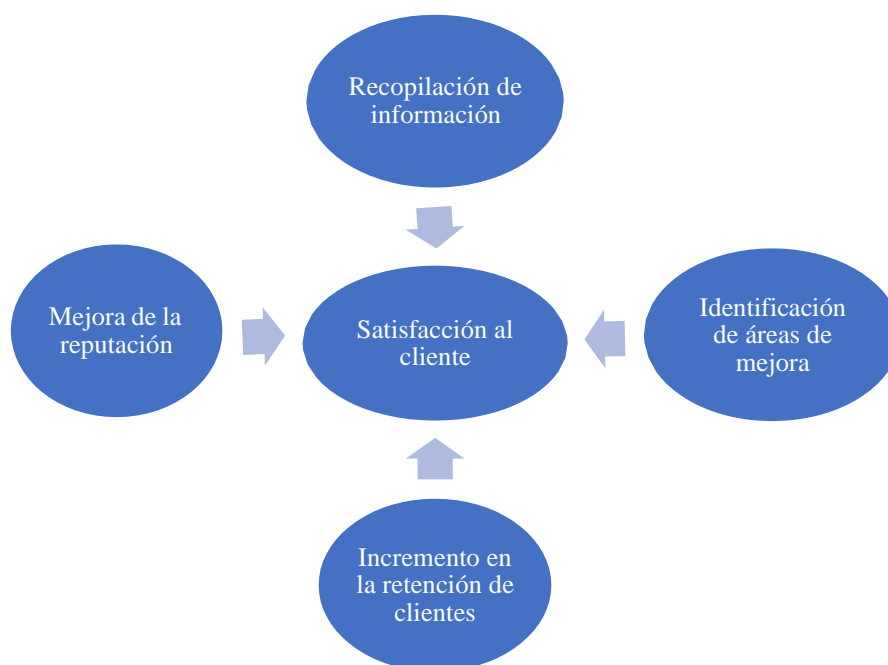 Recopilación de
información
Mejora de la
reputación
Satisfacción al
cliente
Identificación
de áreas de
mejora
Incremento en
la retención de
clientes